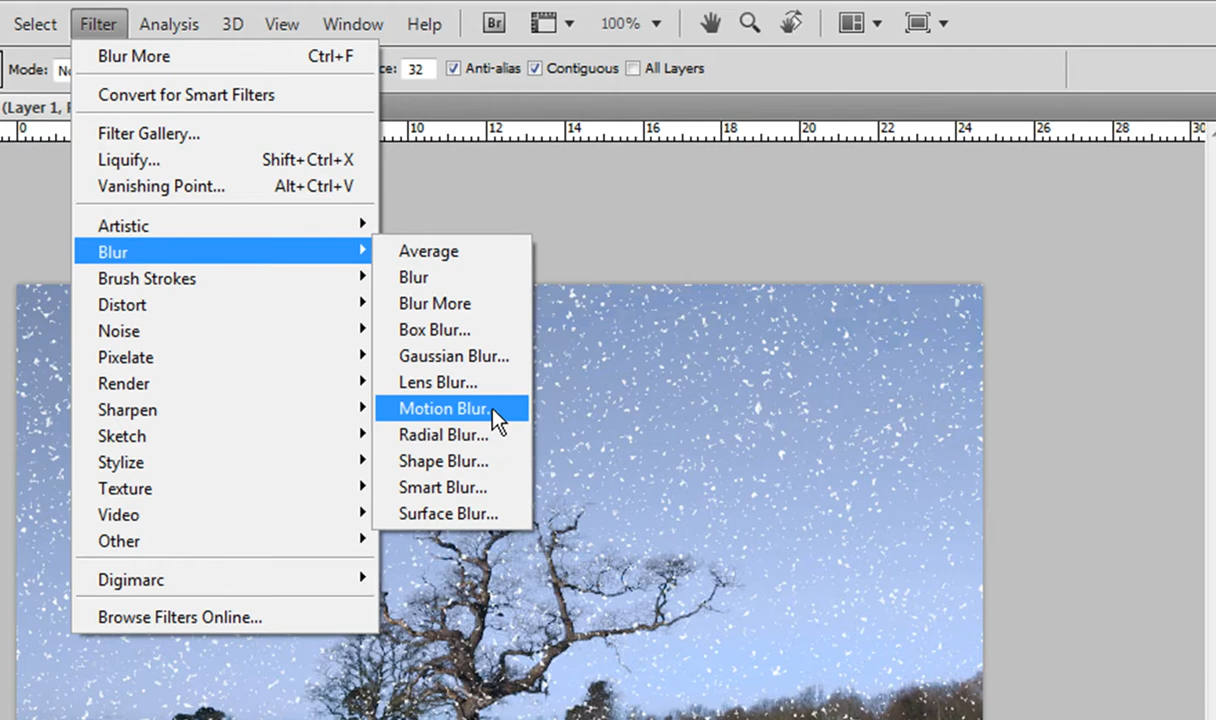 Select Filter Analysis 3D View Window Help Br 100%
Mode: 32 Anti-alias Contiguous All Layers
(Layer 1,
0 10 12 14 16 18 20 22 24 26 28 30
Blur More Ctrl+F
Convert for Smart Filters
Filter Gallery...
Liquify... Shift+Ctrl+X
Vanishing Point... Alt+Ctrl+V
Artistic
Blur
Brush Strokes
Distort
Noise
Pixelate
Render
Sharpen
Sketch
Stylize
Texture
Video
Other
Digimarc
Browse Filters Online...
Average
Blur
Blur More
Box Blur...
Gaussian Blur...
Lens Blur...
Motion Blur...
Radial Blur...
Shape Blur...
Smart Blur...
Surface Blur...